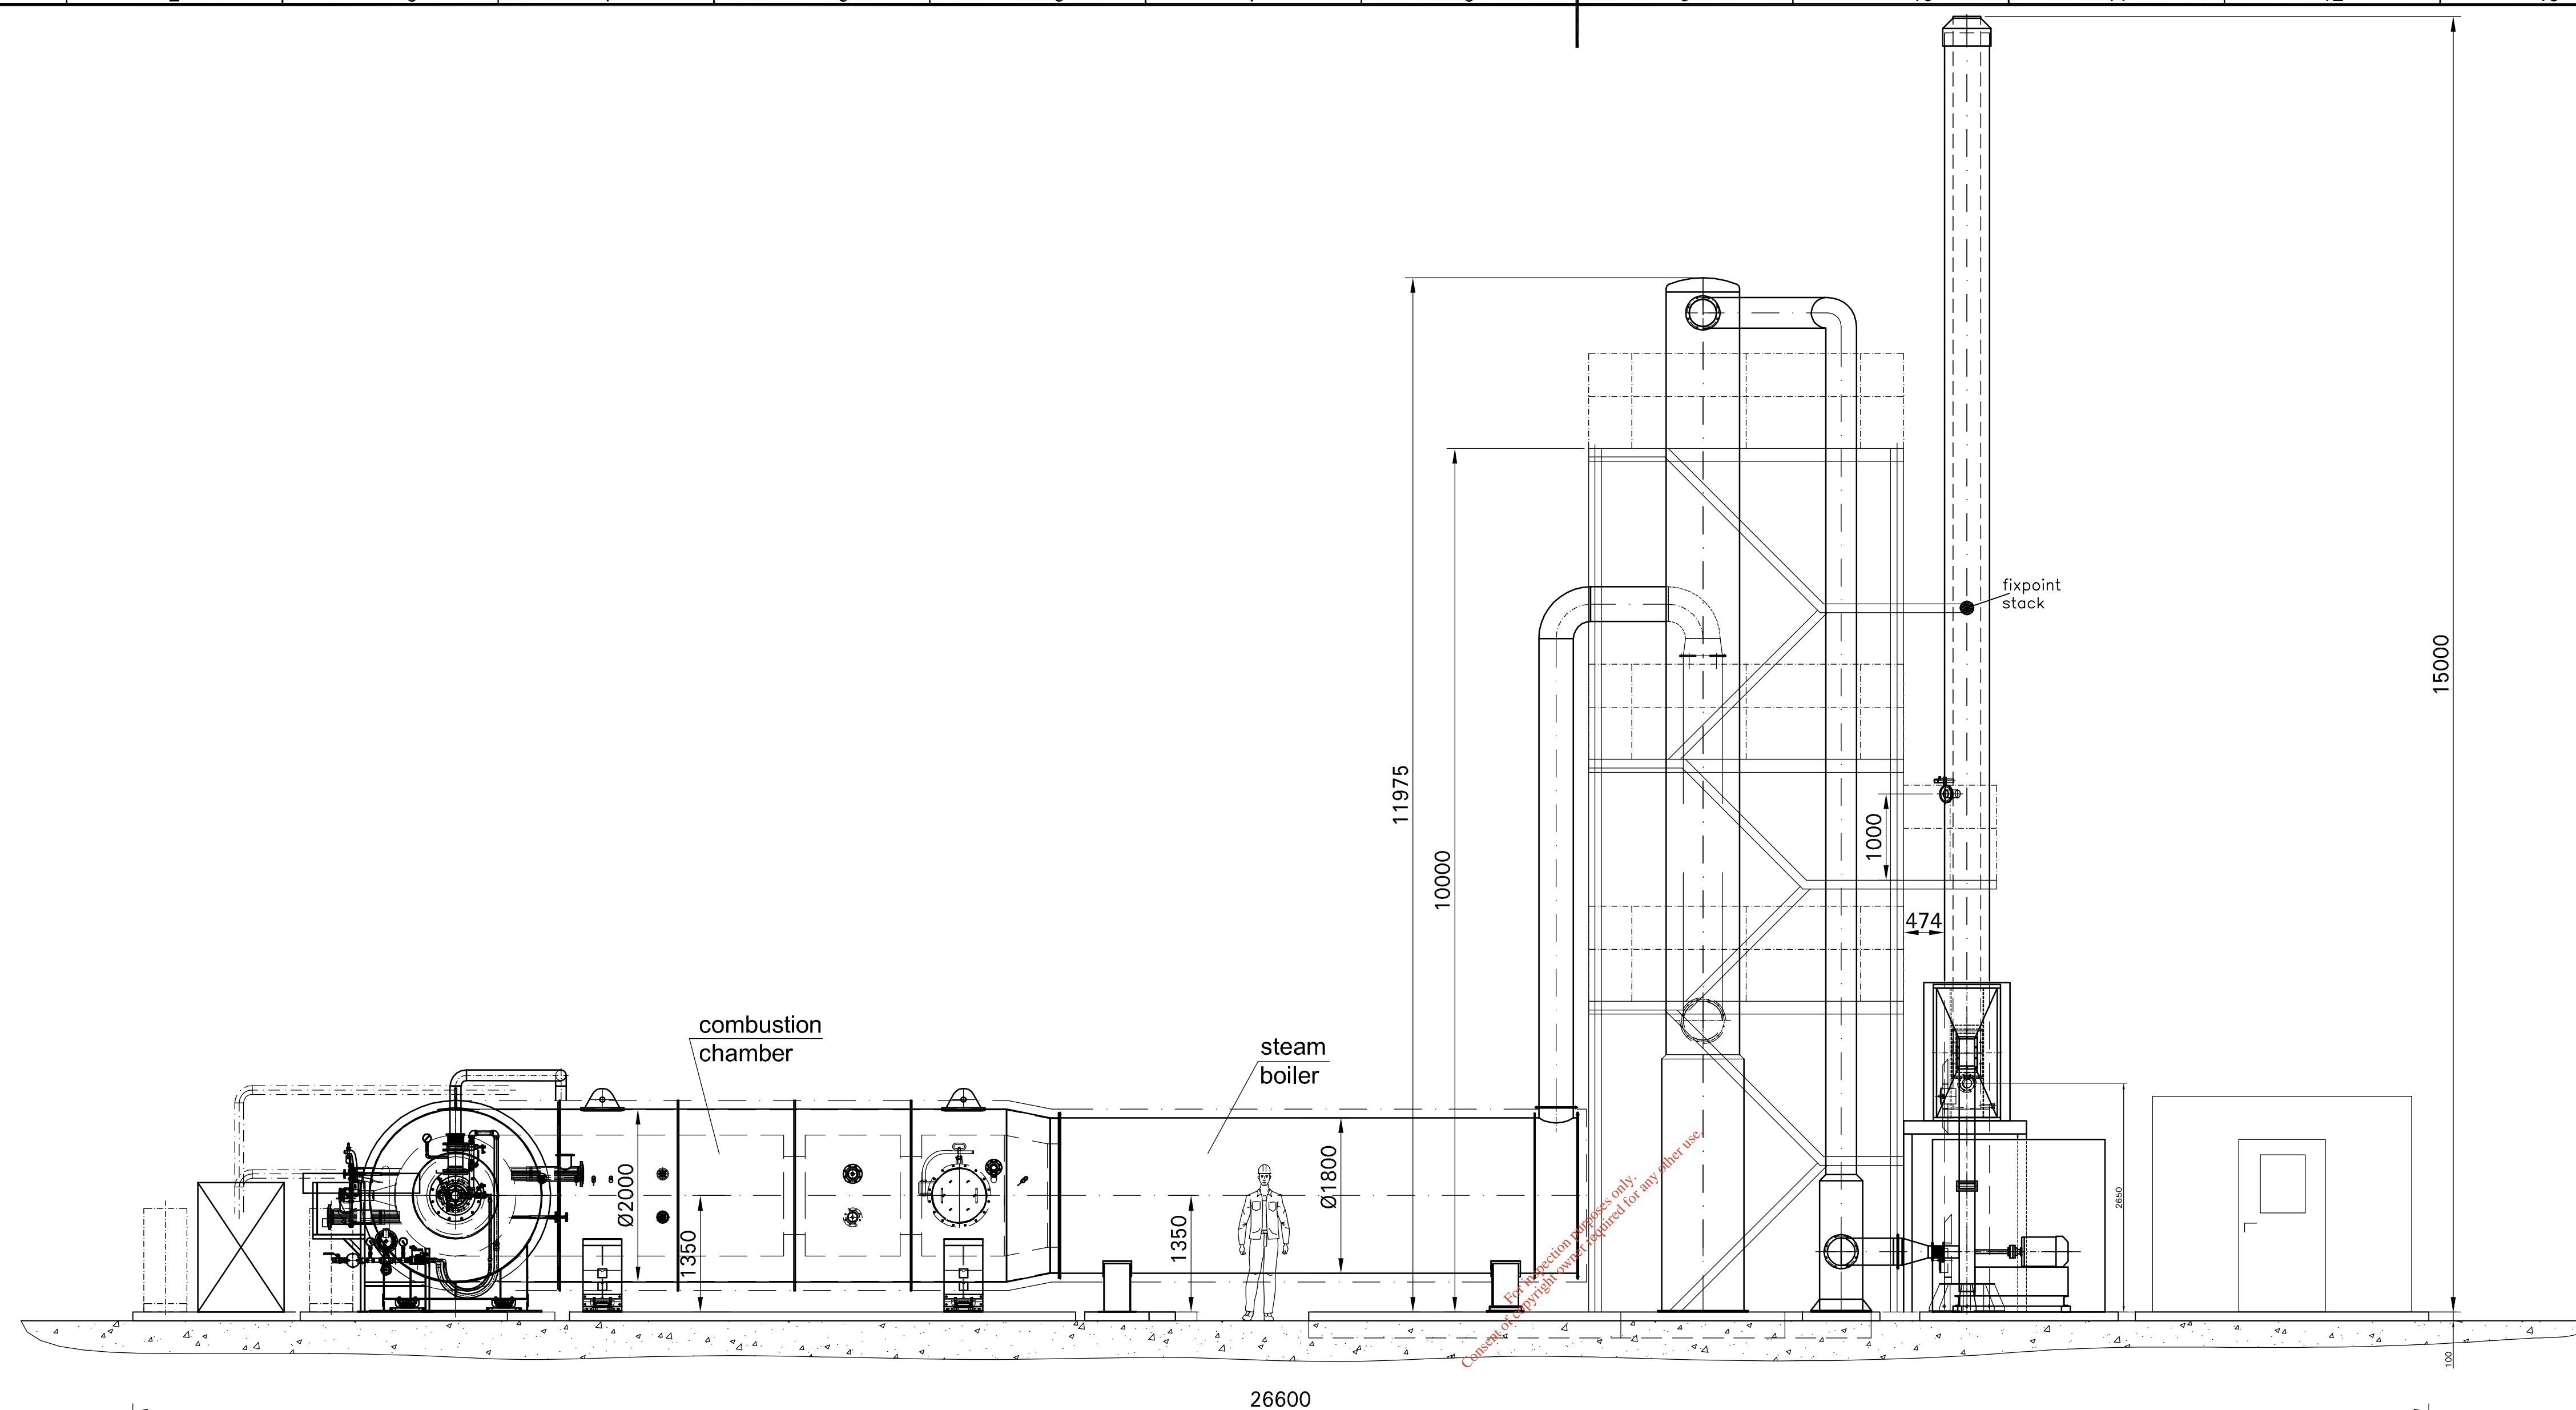 15000
11975
10000
fixpoint
stack
1000
474
combustion
chamber
steam
boiler
Ø2000
1350
1350
Ø1800
2650
For inspection purposes only.
Consent of copyright owner required for any other use.
100
26600